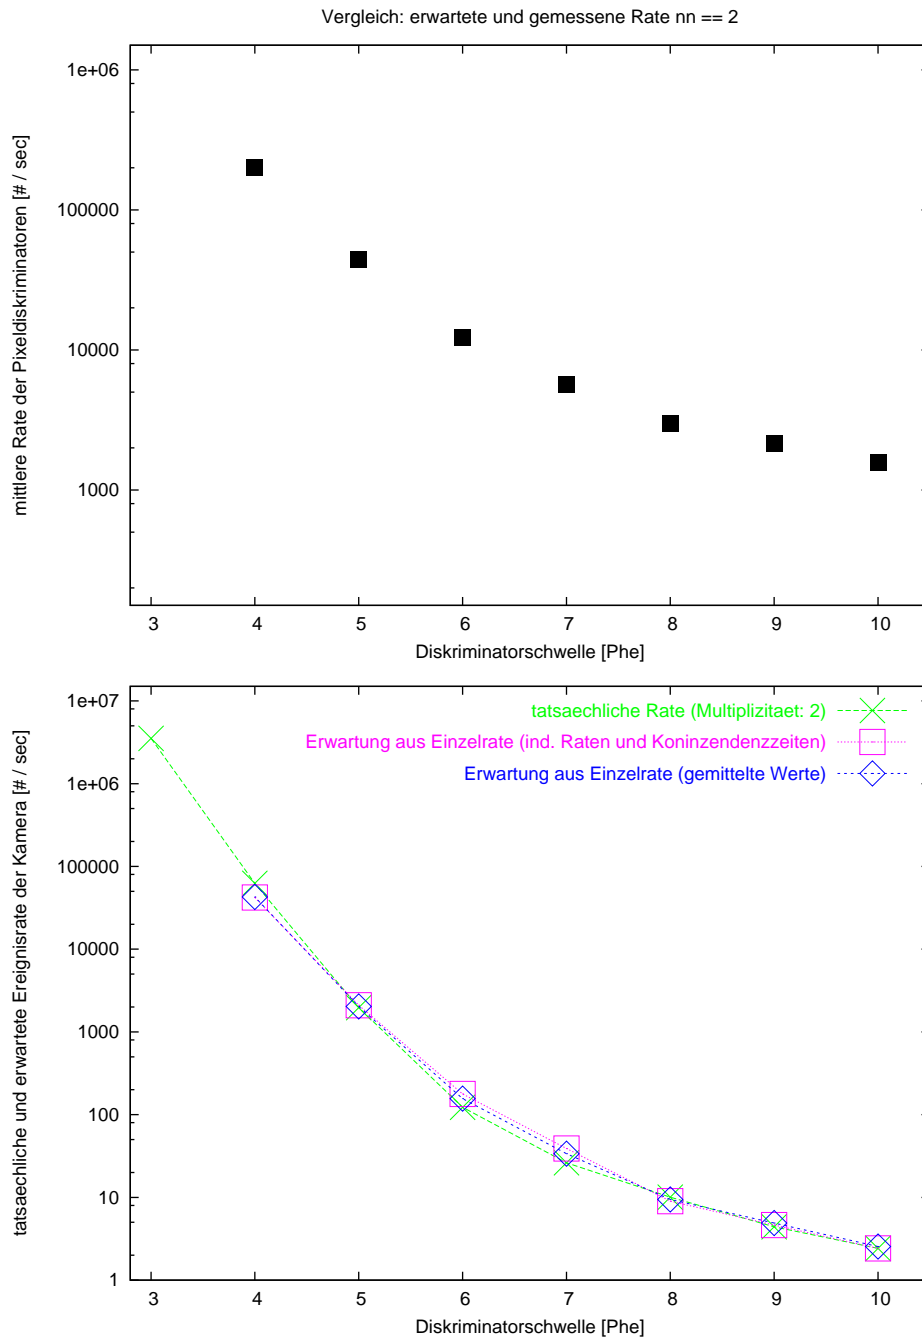 Vergleich: erwartete und gemessene Rate nn == 2
mittlere Rate der Pixeldiskriminatoren [# / sec]
1e+06
100000
10000
1000
3 4 5 6 7 8 9 10
Diskriminatorschwelle [Phe]
tatsaechliche und erwartete Ereignisrate der Kamera [# / sec]
1e+07
1e+06
100000
10000
1000
100
10
1
tatsaechliche Rate (Multiplizitaet: 2)
Erwartung aus Einzelrate (ind. Raten und Koninzendenzzeiten)
Erwartung aus Einzelrate (gemittelte Werte)
3 4 5 6 7 8 9 10
Diskriminatorschwelle [Phe]